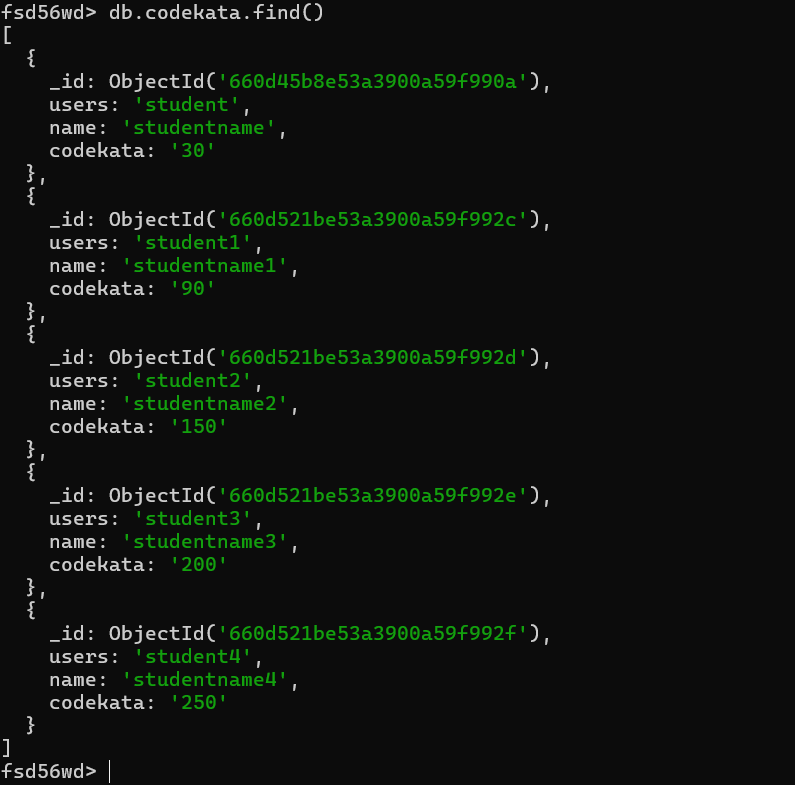 fsd56wd> db.codekata.find()
[
  {
    _id: ObjectId('660d45b8e53a3900a59f990a'),
    users: 'student',
    name: 'studentname',
    codekata: '30'
  },
  {
    _id: ObjectId('660d521be53a3900a59f992c'),
    users: 'student1',
    name: 'studentname1',
    codekata: '90'
  },
  {
    _id: ObjectId('660d521be53a3900a59f992d'),
    users: 'student2',
    name: 'studentname2',
    codekata: '150'
  },
  {
    _id: ObjectId('660d521be53a3900a59f992e'),
    users: 'student3',
    name: 'studentname3',
    codekata: '200'
  },
  {
    _id: ObjectId('660d521be53a3900a59f992f'),
    users: 'student4',
    name: 'studentname4',
    codekata: '250'
  }
]
fsd56wd>